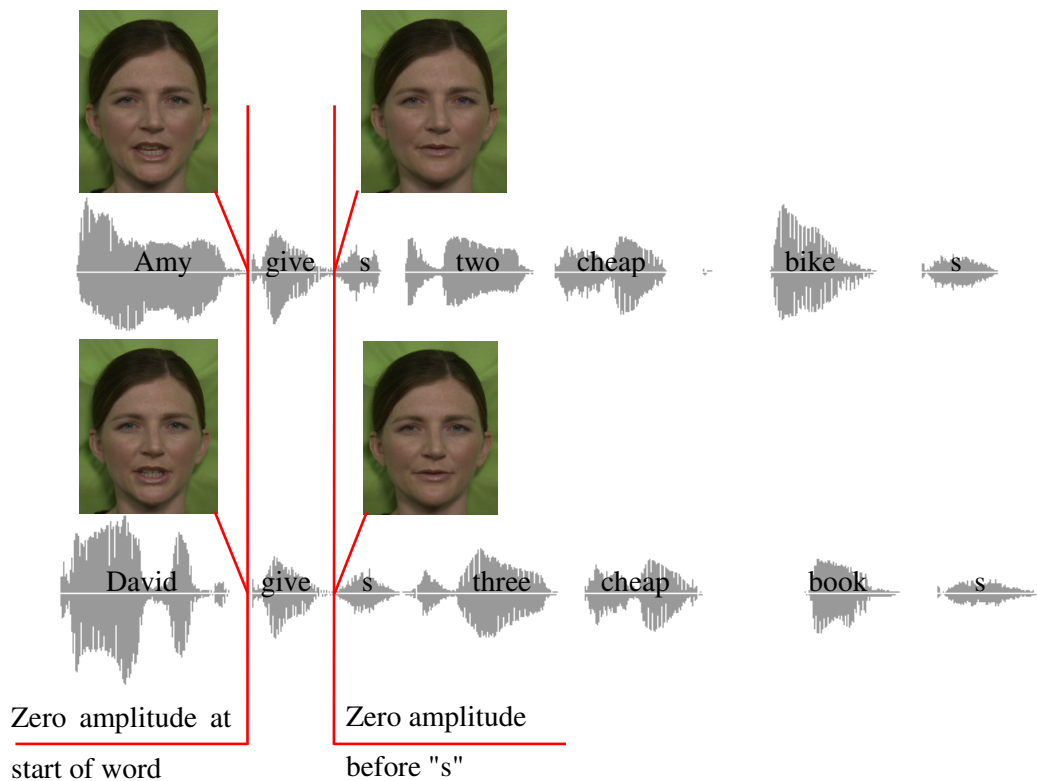 Amy give s two cheap bike s
David give s three cheap book s
Zero amplitude at
start of word
Zero amplitude
before "s"